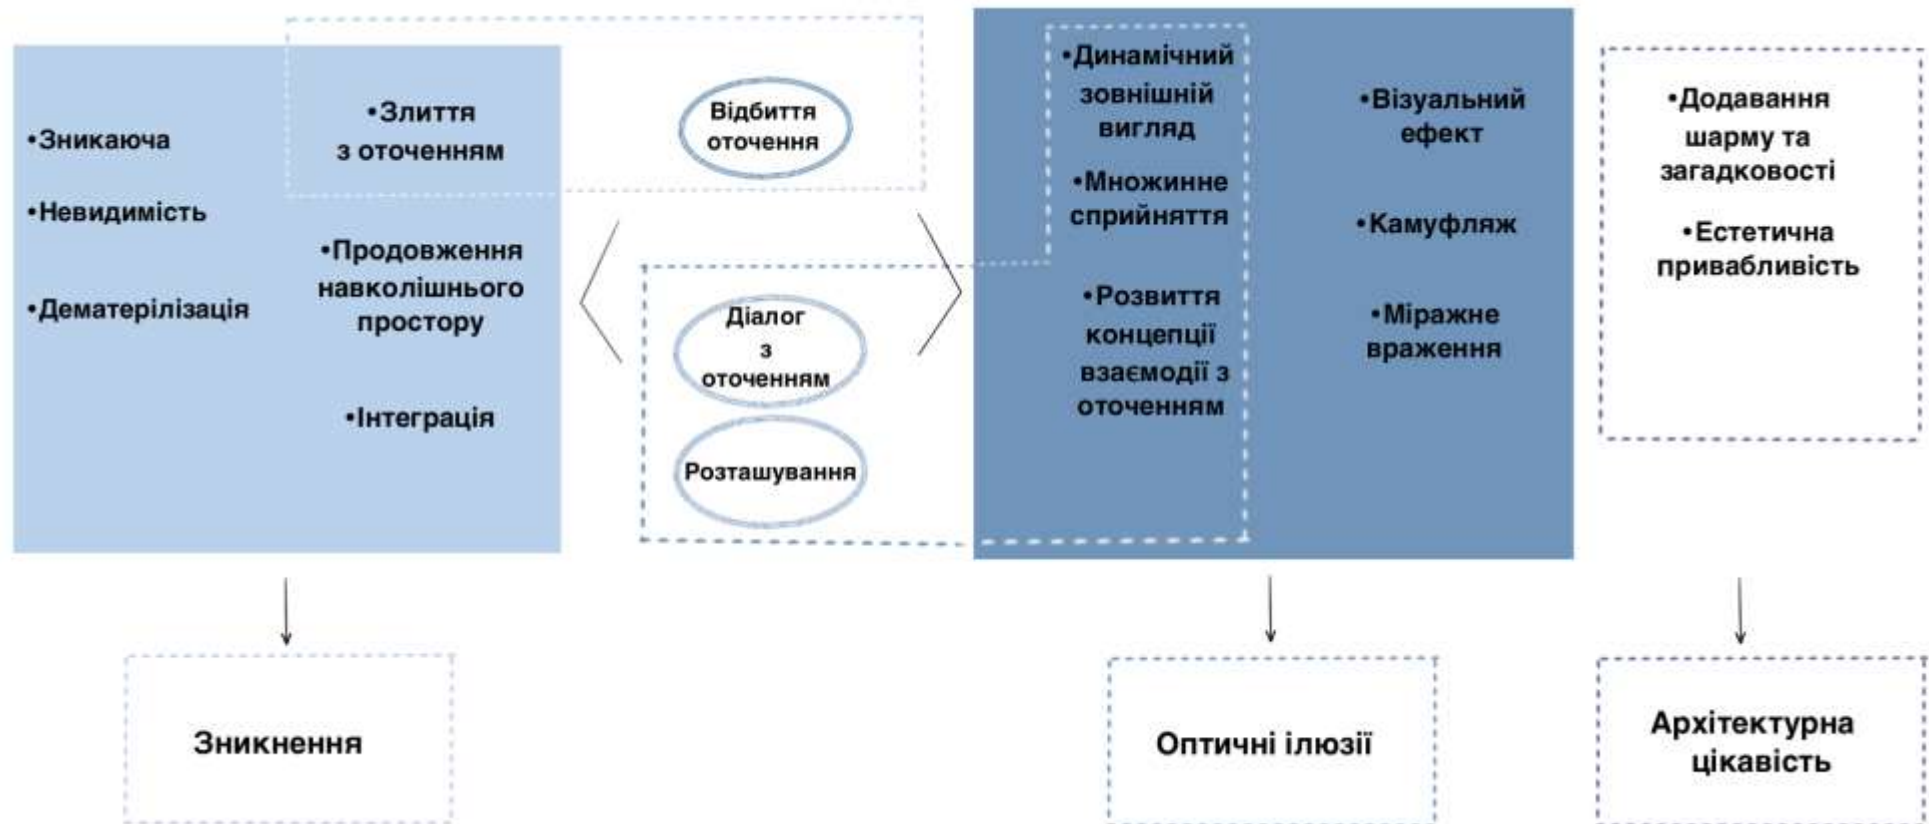 •Зникаюча
•Невидимість
•Дематерілізація
•Злиття
з оточенням
•Продовження
навколішнього
простору
•Інтеграція
Відбиття
оточення
Діалог
з
оточенням
Розташування
•Динамічний
зовнішній
вигляд
•Множинне
сприйняття
•Розвиття
концепції
взаємодії з
оточенням
•Візуальний
ефект
•Камуфляж
•Міражне
враження
•Додавання
шарму та
загадковості
•Естетична
привабливість
Зникнення
Оптичні ілюзії
Архітектурна
цікавість